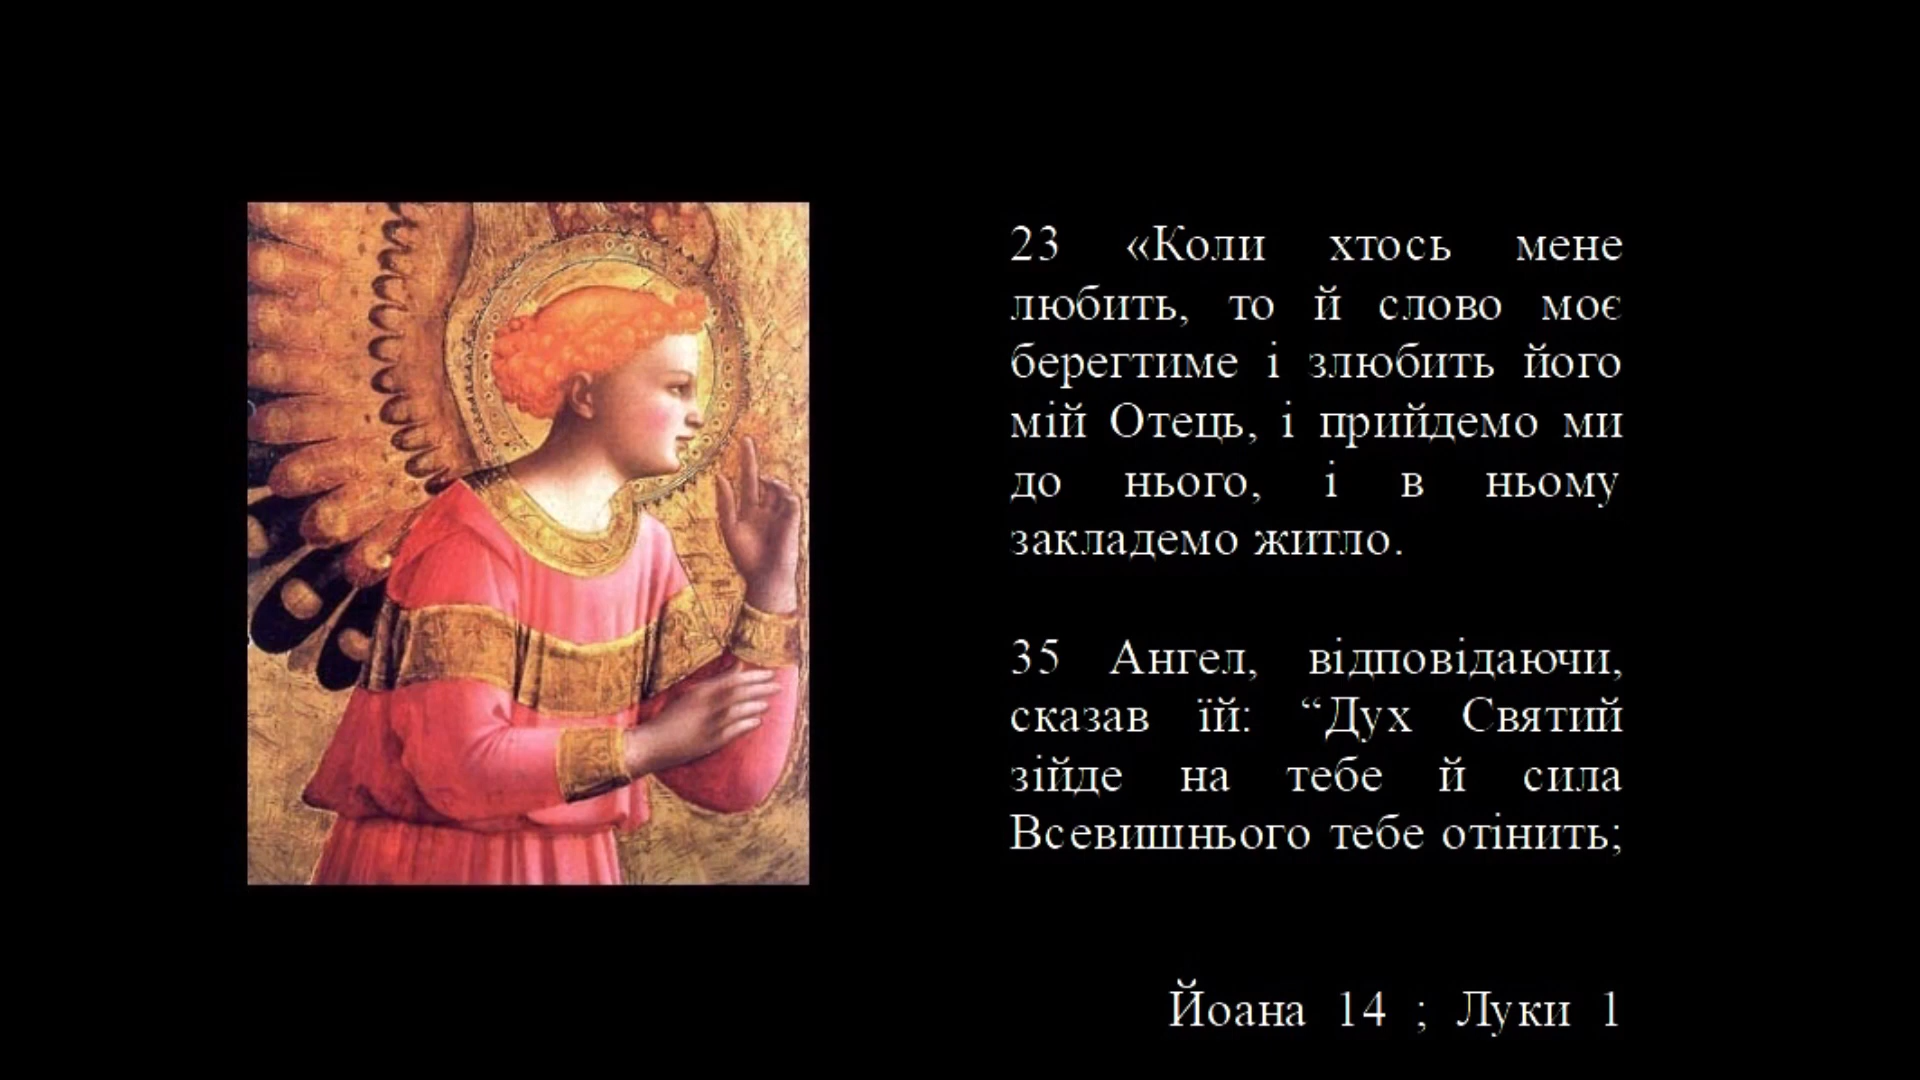 23 «Коли хтось мене
любить, то й слово моє
берегтиме і злюбить його
мій Отець, і прийдемо ми
до нього, і в ньому
закладемо житло.
35 Ангел, відповідаючи,
сказав їй: “Дух Святий
зійде на тебе й сила
Всевишнього тебе отінить;
Йоана 14 ; Луки 1